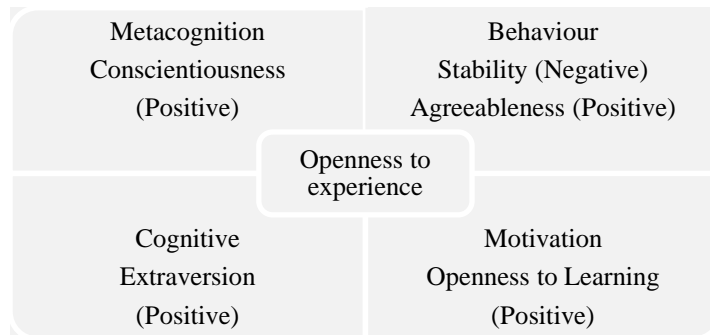 Metacognition
Conscientiousness
(Positive)
Behaviour
Stability (Negative)
Agreeableness (Positive)
Openness to
experience
Cognitive
Extraversion
(Positive)
Motivation
Openness to Learning
(Positive)